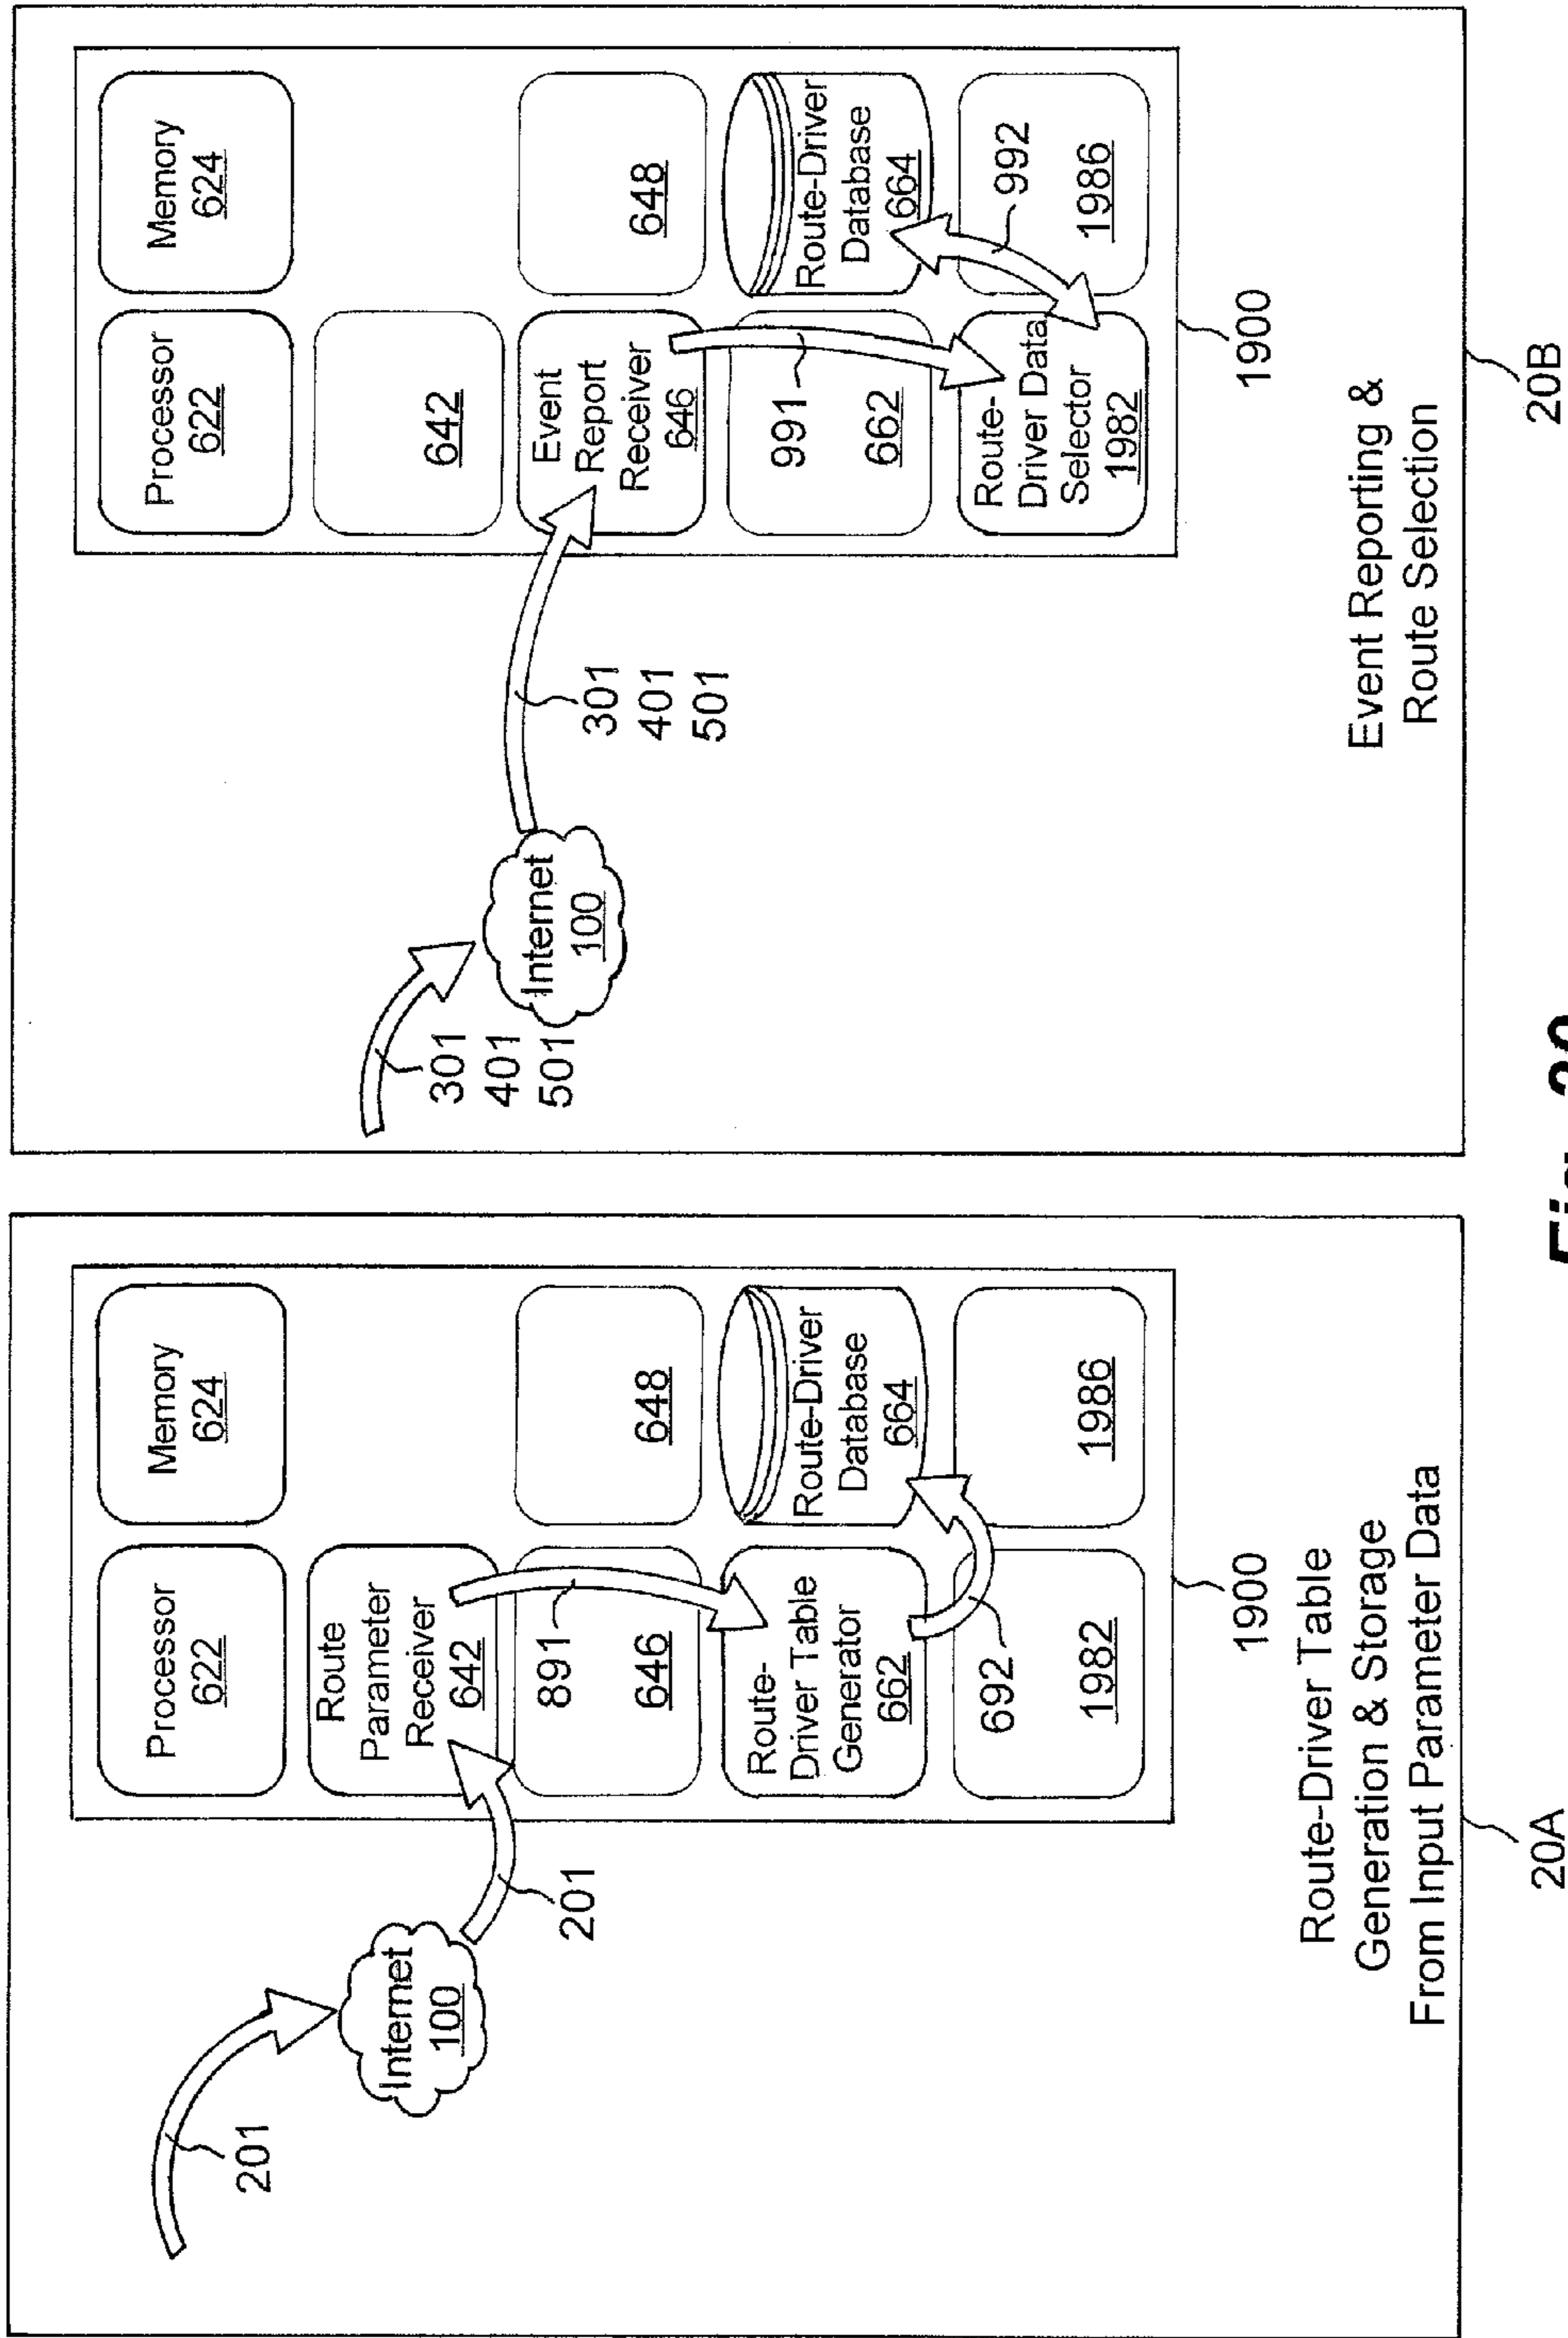 Processor
622
Memory
624
Route
Parameter
Receiver
642
891
646
648
Route-
Driver Table
Generator
662
Route-Driver
Database
664
692
1982
1986
201
Internet
100
201
1900
Route-Driver Table
Generation & Storage
From Input Parameter Data
20A
Processor
622
Memory
624
642
Event
Report
Receiver
646
648
991
662
Route-Driver
Database
664
Route-
Driver Data
Selector
1982
992
1986
301
401
501
Internet
100
301
401
501
1900
Event Reporting &
Route Selection
20B
Fig. 20